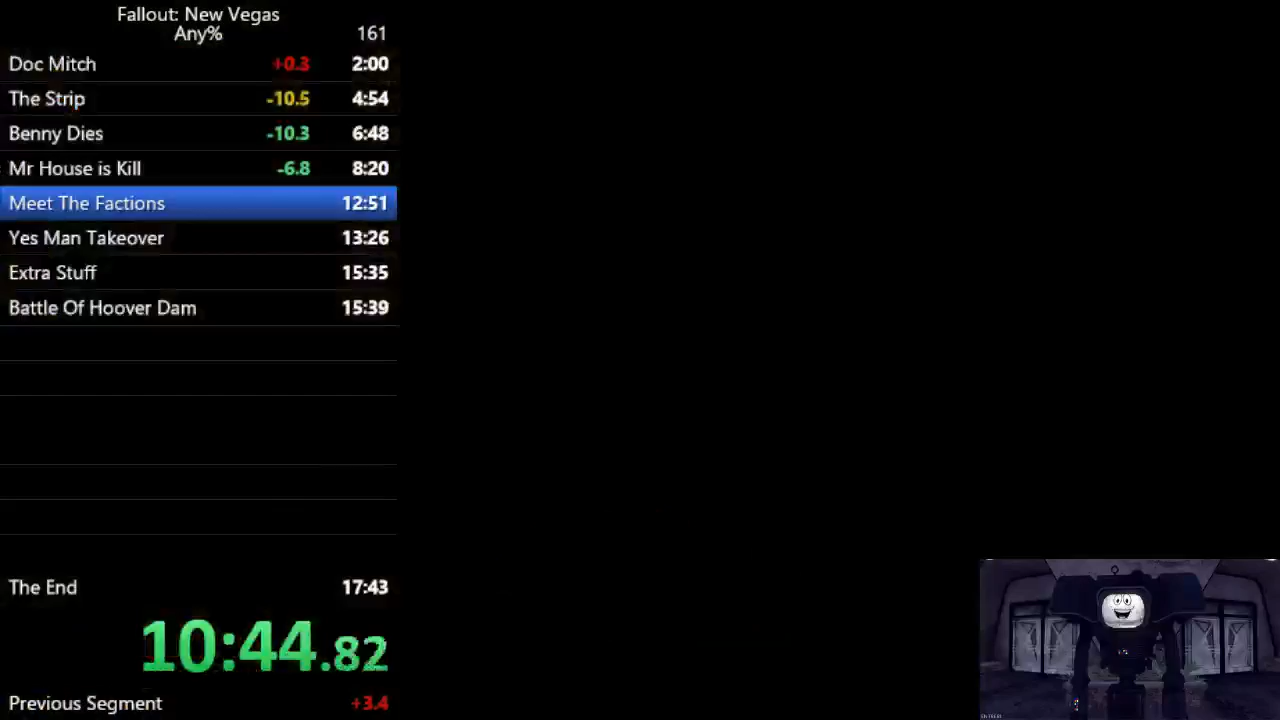 Fallout: New Vegas
Any% 161
Doc Mitch +0.3 2:00
The Strip -10.5 4:54
Benny Dies -10.3 6:48
Mr House is Kill -6.8 8:20
Meet The Factions 12:51
Yes Man Takeover 13:26
Extra Stuff 15:35
Battle Of Hoover Dam 15:39
The End 17:43
10:44.82
Previous Segment +3.4